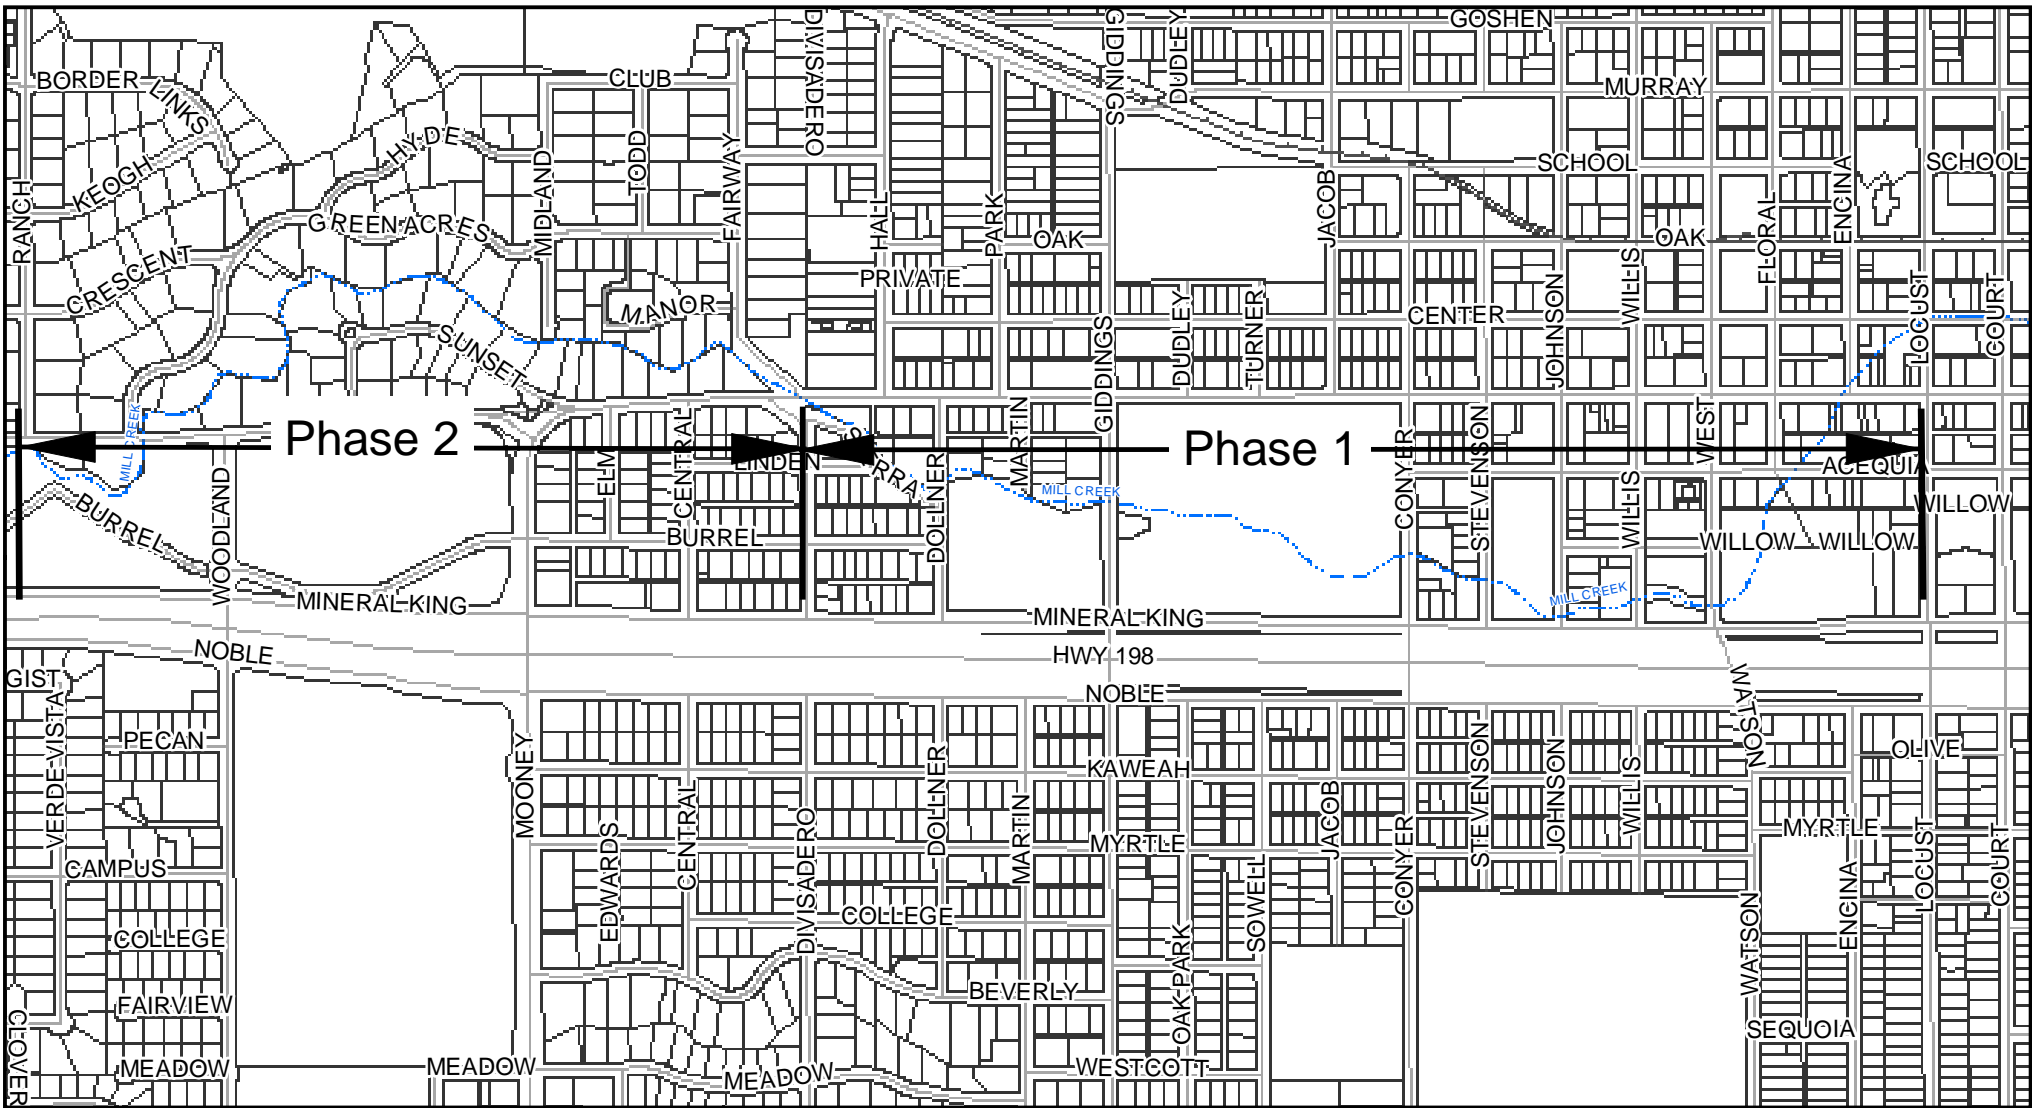 GOSHEN
DIVISADERO
GIDDINGS
DUDLEY
BORDER
LINKS
CLUB
MURRAY
HYDE
TODD
FAIRWAY
MIDLAND
KEOGH
SCHOOL
SCHOOL
ENCINA
RANCH
GREEN ACRES
HALL
PARK
OAK
JACOB
OAK
FLORAL
CRESCENT
PRIVATE
WILLIS
LOCUST
COURT
MANOR
DUDLEY
TURNER
CENTER
JOHNSON
SUNSET
GIDDINGS
MILL CREEK
Phase 2
CENTRAL
ELM
LINDEN
SIERRA
DOLLNER
MARTIN
Phase 1
CONYER
STEVENSON
WEST
ACEQUIA
WILLOW
MILL CREEK
WILLIS
BURREL
WOODLAND
BURREL
WILLOW
WILLOW
MILL CREEK
MINERAL KING
MINERAL KING
NOBLE
HWY 198
GIST
NOBLE
WATSON
VERDE VISTA
PECAN
MOONEY
KAWEAH
OLIVE
DOLLNER
CENTRAL
EDWARDS
DIVISADERO
MARTIN
MYRTLE
JACOB
CONYER
STEVENSON
JOHNSON
WILLIS
MYRTLE
LOCUST
COURT
CAMPUS
COLLEGE
COLLEGE
SOWELL
OAK PARK
WATSON
ENCINA
FAIRVIEW
BEVERLY
CLOVER
SEQUOIA
MEADOW
MEADOW
MEADOW
WESTCOTT